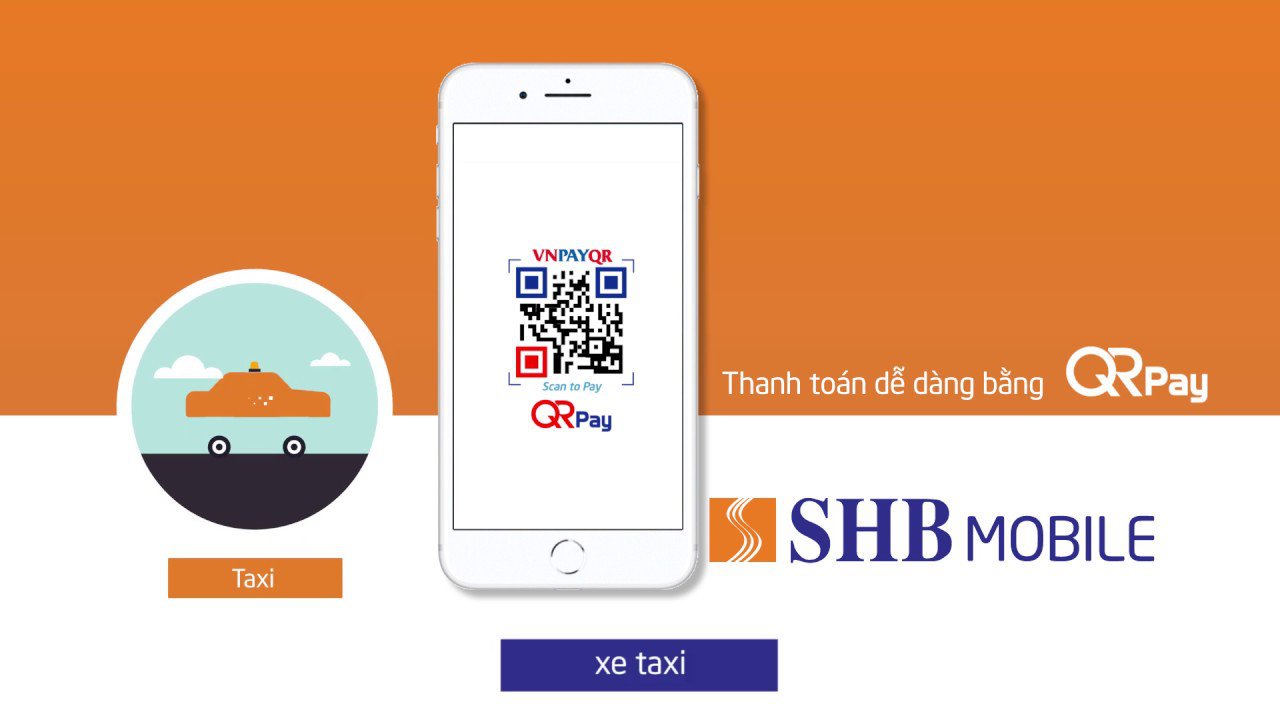 VNPAYQR
Scan to Pay
QRPay
Thanh toán dễ dàng bằng QRPay
SHB MOBILE
Taxi
xe taxi